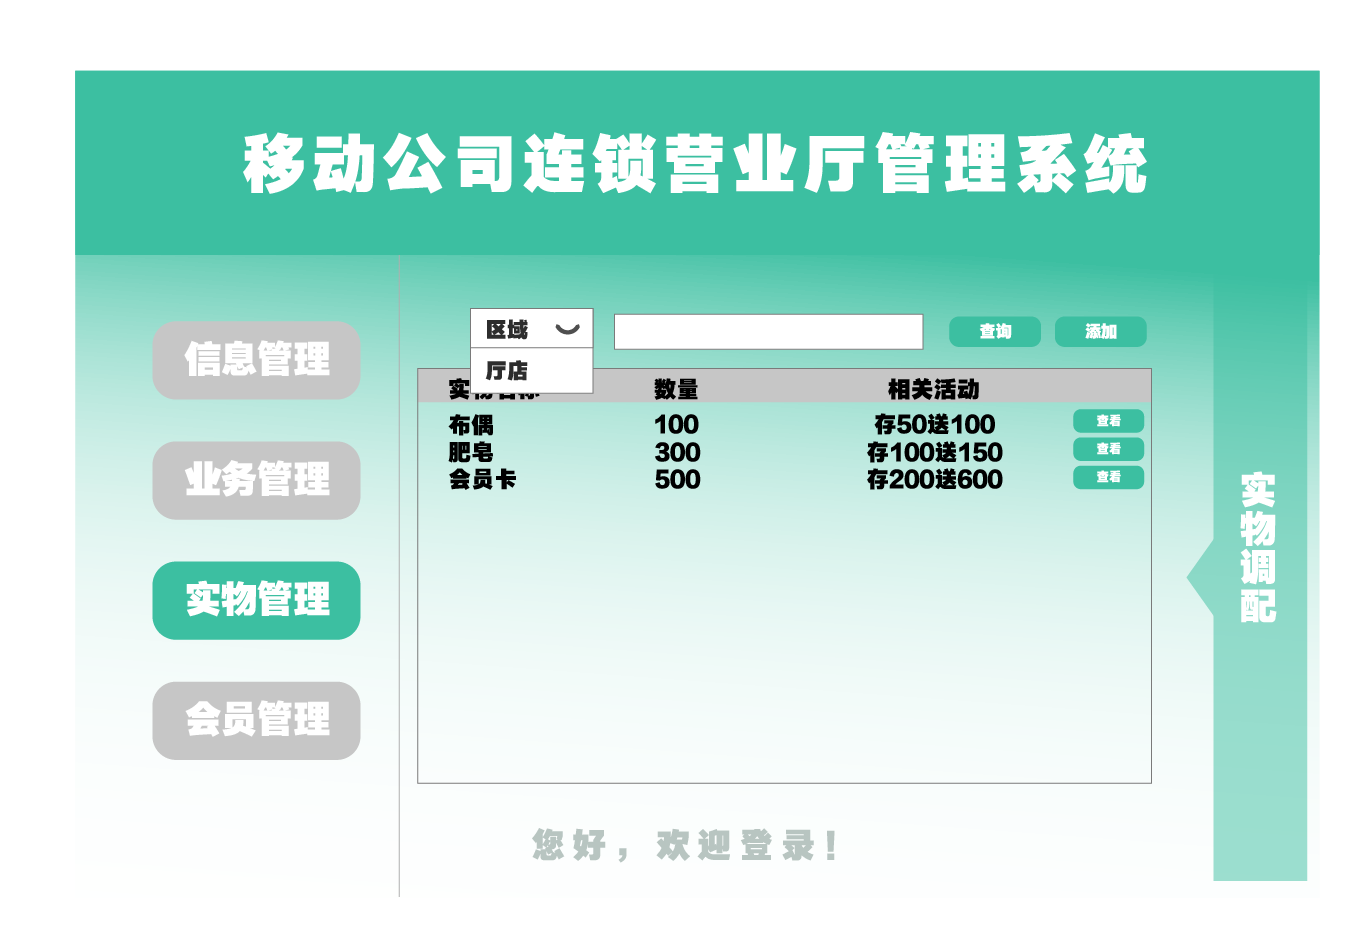 移动公司连锁营业厅管理系统
信息管理
业务管理
实物管理
会员管理
区域
厅店
查询
添加
数量 相关活动
布偶 100 存50送100 查看
肥皂 300 存100送150 查看
会员卡 500 存200送600 查看
实物调配
您好，欢迎登录！